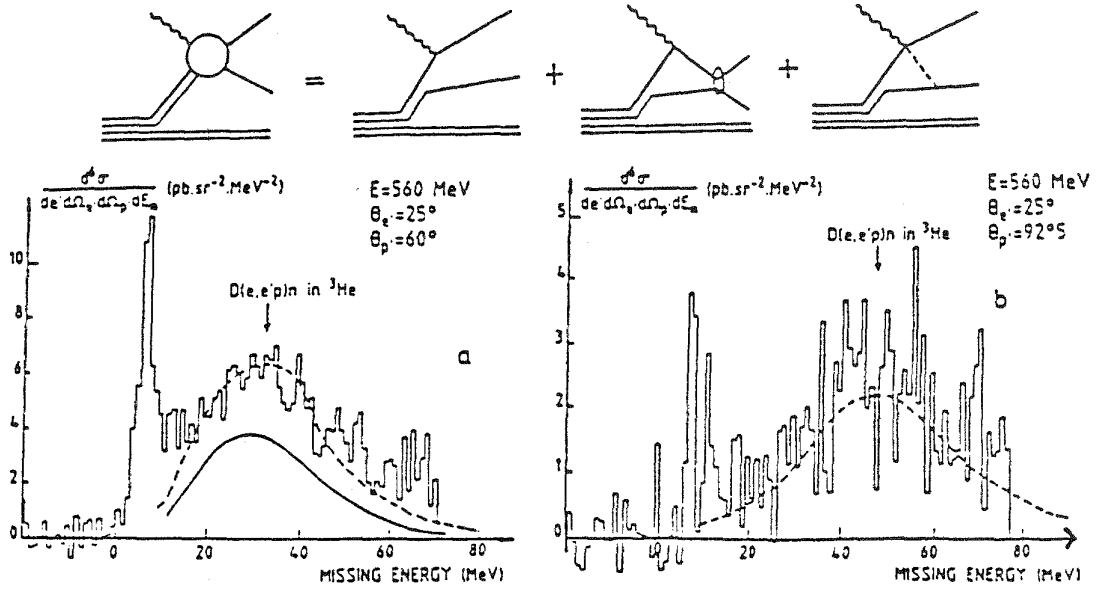 = + +
d⁶σ
de'dΩₑ'dΩₚ'dEₘ (pb.sr⁻².MeV⁻²)
E=560 MeV
θₑ'=25°
θₚ'=60°
D(e,e'p)n in ³He
a
10
8
6
4
2
0
0 20 40 60 80
MISSING ENERGY (MeV)
d⁶σ
de'dΩₑ'dΩₚ'dEₘ (pb.sr⁻².MeV⁻²)
E=560 MeV
θₑ'=25°
θₚ'=92°5
D(e,e'p)n in ³He
b
5
4
3
2
1
0
20 40 60 80
MISSING ENERGY (MeV)